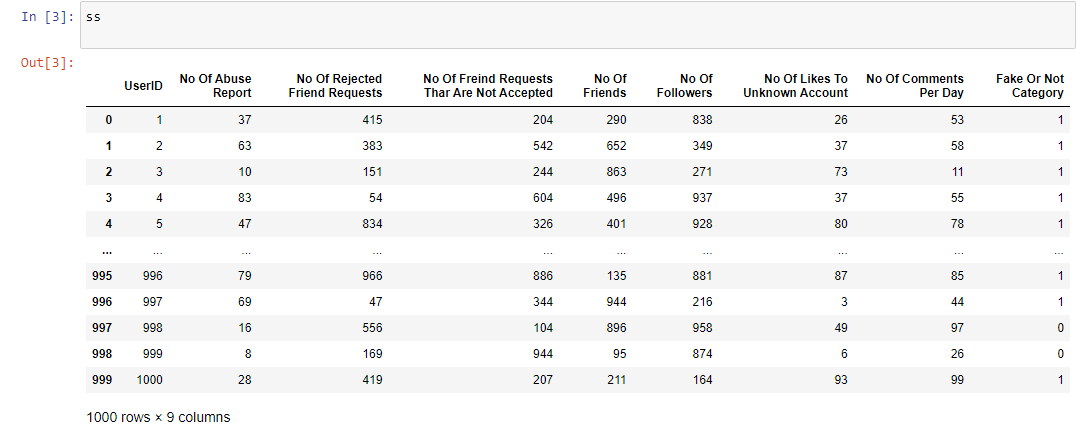 In [3]: ss
Out[3]:
UserID No Of Abuse Report No Of Rejected Friend Requests No Of Freind Requests Thar Are Not Accepted No Of Friends No Of Followers No Of Likes To Unknown Account No Of Comments Per Day Fake Or Not Category
0 1 37 415 204 290 838 26 53 1
1 2 63 383 542 652 349 37 58 1
2 3 10 151 244 863 271 73 11 1
3 4 83 54 604 496 937 37 55 1
4 5 47 834 326 401 928 80 78 1
... ... ... ... ... ... ... ... ... ...
995 996 79 966 886 135 881 87 85 1
996 997 69 47 344 944 216 3 44 1
997 998 16 556 104 896 958 49 97 0
998 999 8 169 944 95 874 6 26 0
999 1000 28 419 207 211 164 93 99 1
1000 rows × 9 columns